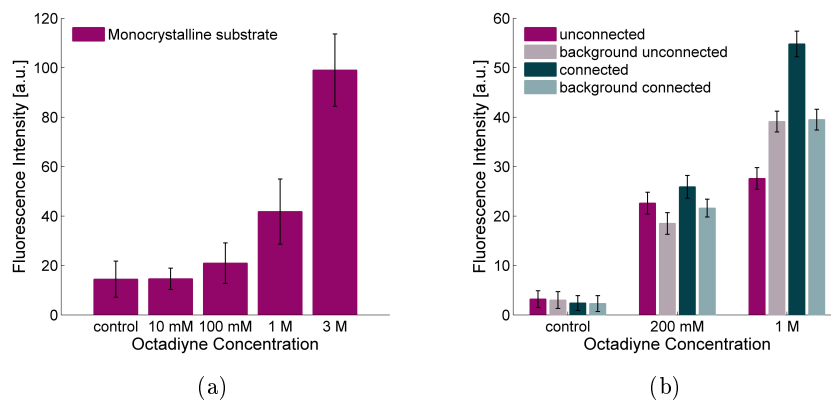 120
100
80
60
40
20
0
Fluorescence Intensity [a.u.]
Monocrystalline substrate
control 10 mM 100 mM 1 M 3 M
Octadiyne Concentration
(a)
60
50
40
30
20
10
0
Fluorescence Intensity [a.u.]
unconnected
background unconnected
connected
background connected
control 200 mM 1 M
Octadiyne Concentration
(b)